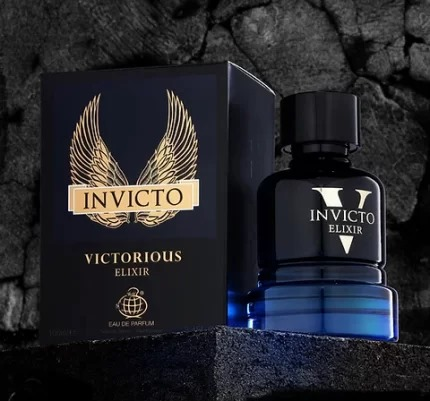 INVICTO
VICTORIOUS
ELIXIR
EAU DE PARFUM
V
INVICTO
ELIXIR